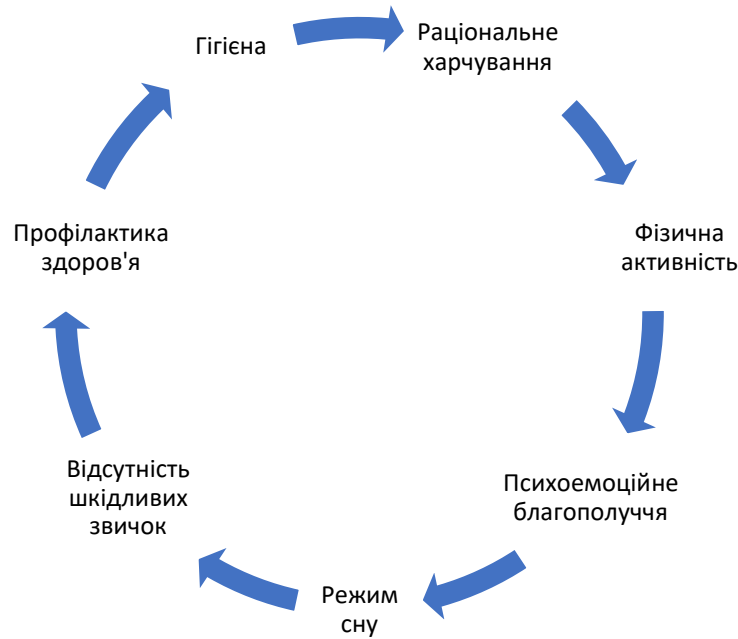 Гігієна
Раціональне
харчування
Фізична
активність
Психоемоційне
благополуччя
Режим
сну
Відсутність
шкідливих
звичок
Профілактика
здоров'я